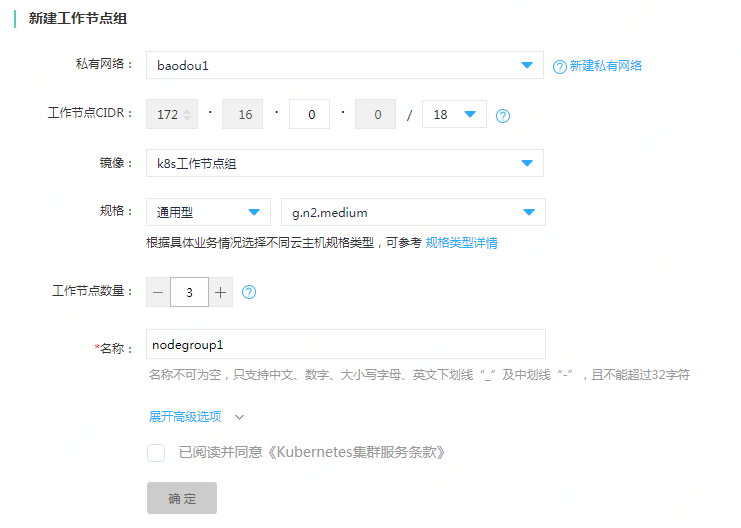 新建工作节点组
私有网络： baodou1 新建私有网络
工作节点CIDR： 172 · 16 · 0 · 0 / 18
镜像： k8s工作节点组
规格： 通用型 g.n2.medium
根据具体业务情况选择不同云主机规格类型，可参考 规格类型详情
工作节点数量： 3
*名称： nodegroup1
名称不可为空，只支持中文、数字、大小写字母、英文下划线“_”及中划线“-”，且不能超过32字符
展开高级选项
已阅读并同意《Kubernetes集群服务条款》
确 定